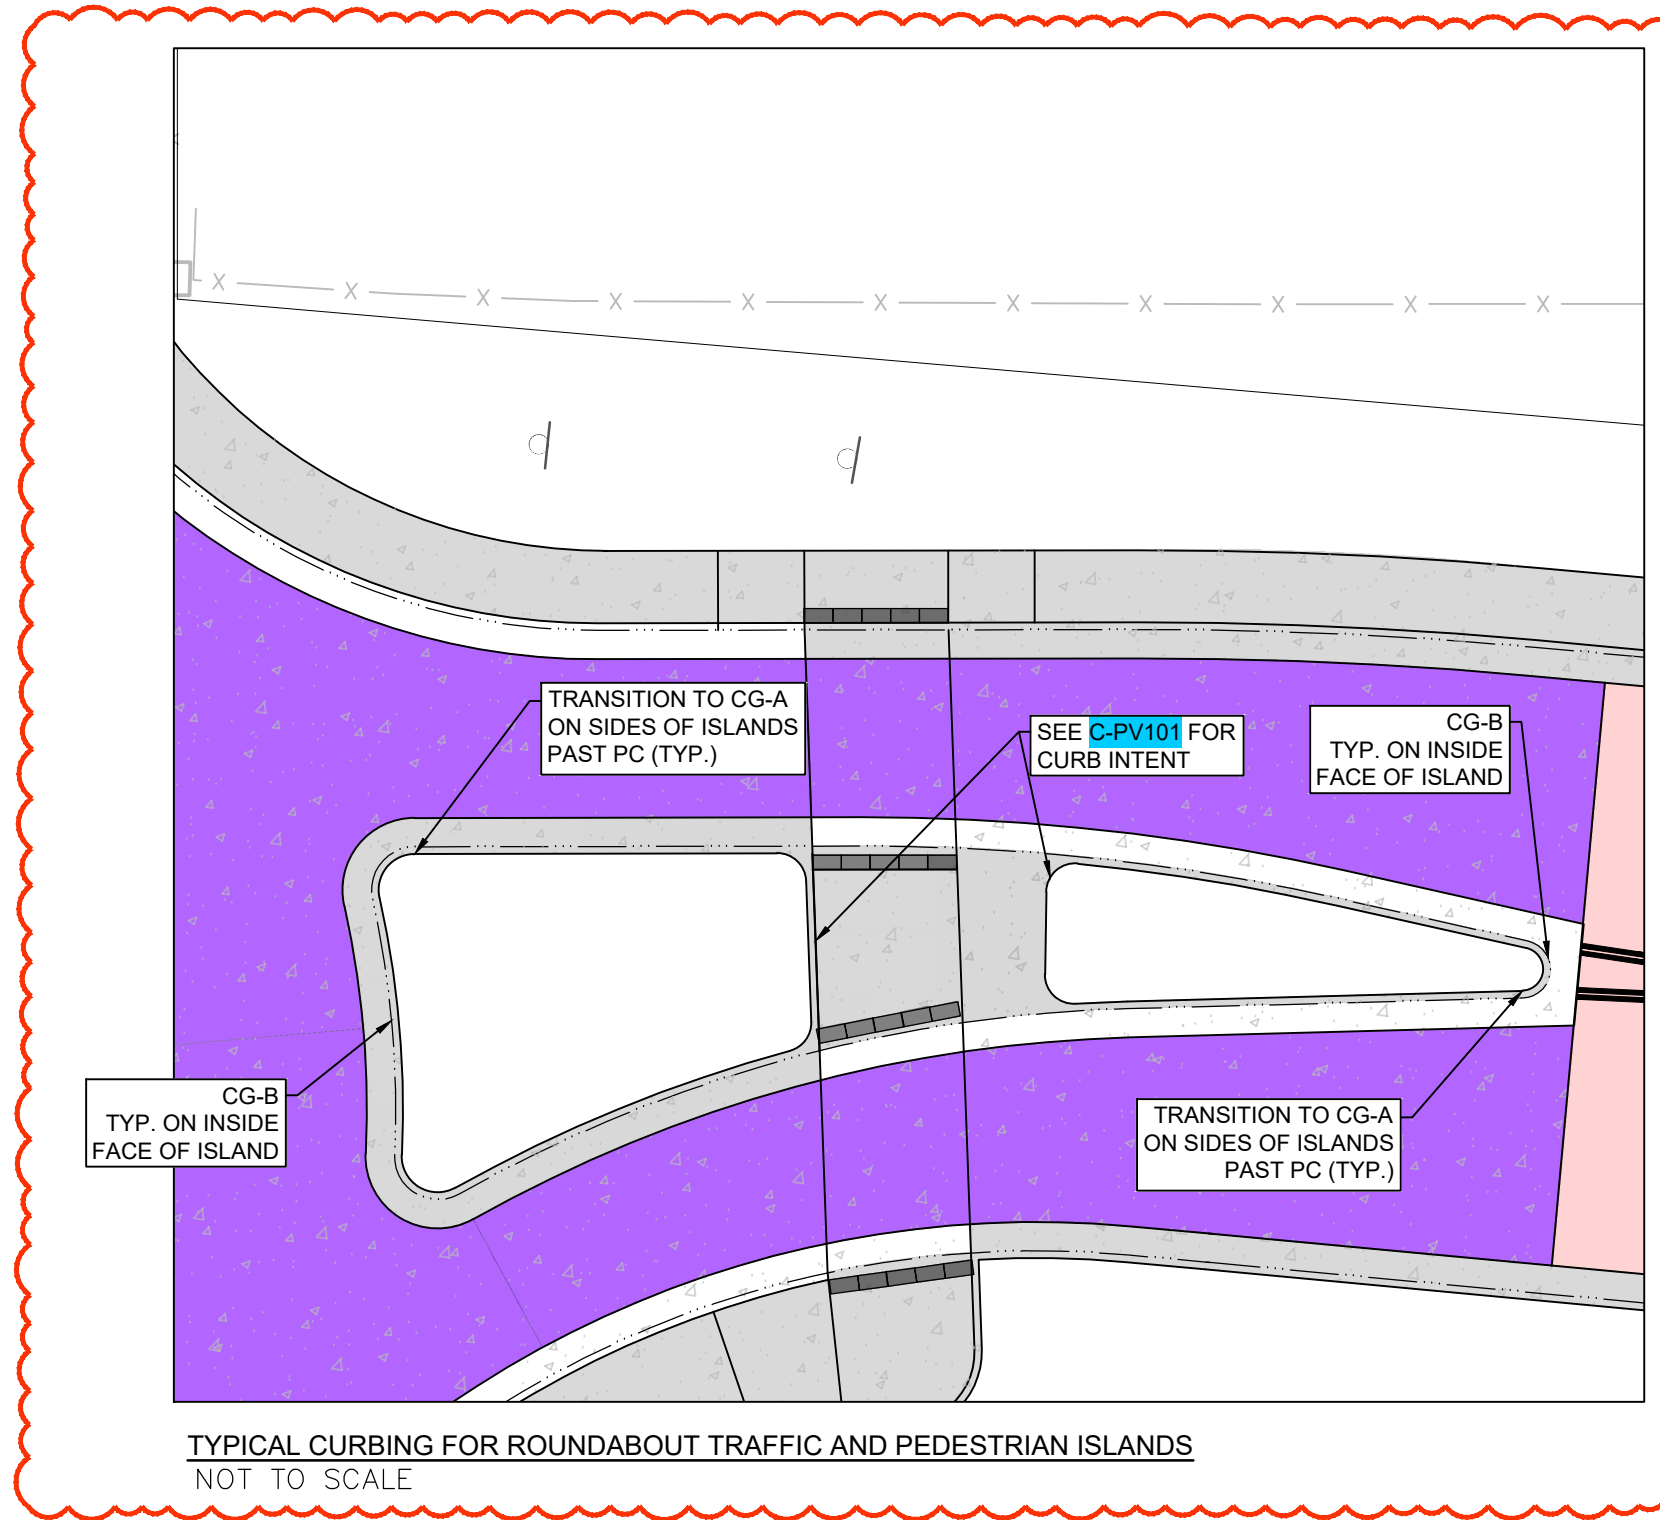 TRANSITION TO CG-A
ON SIDES OF ISLANDS
PAST PC (TYP.)
SEE C-PV101 FOR
CURB INTENT
CG-B
TYP. ON INSIDE
FACE OF ISLAND
CG-B
TYP. ON INSIDE
FACE OF ISLAND
TRANSITION TO CG-A
ON SIDES OF ISLANDS
PAST PC (TYP.)
TYPICAL CURBING FOR ROUNDABOUT TRAFFIC AND PEDESTRIAN ISLANDS
NOT TO SCALE